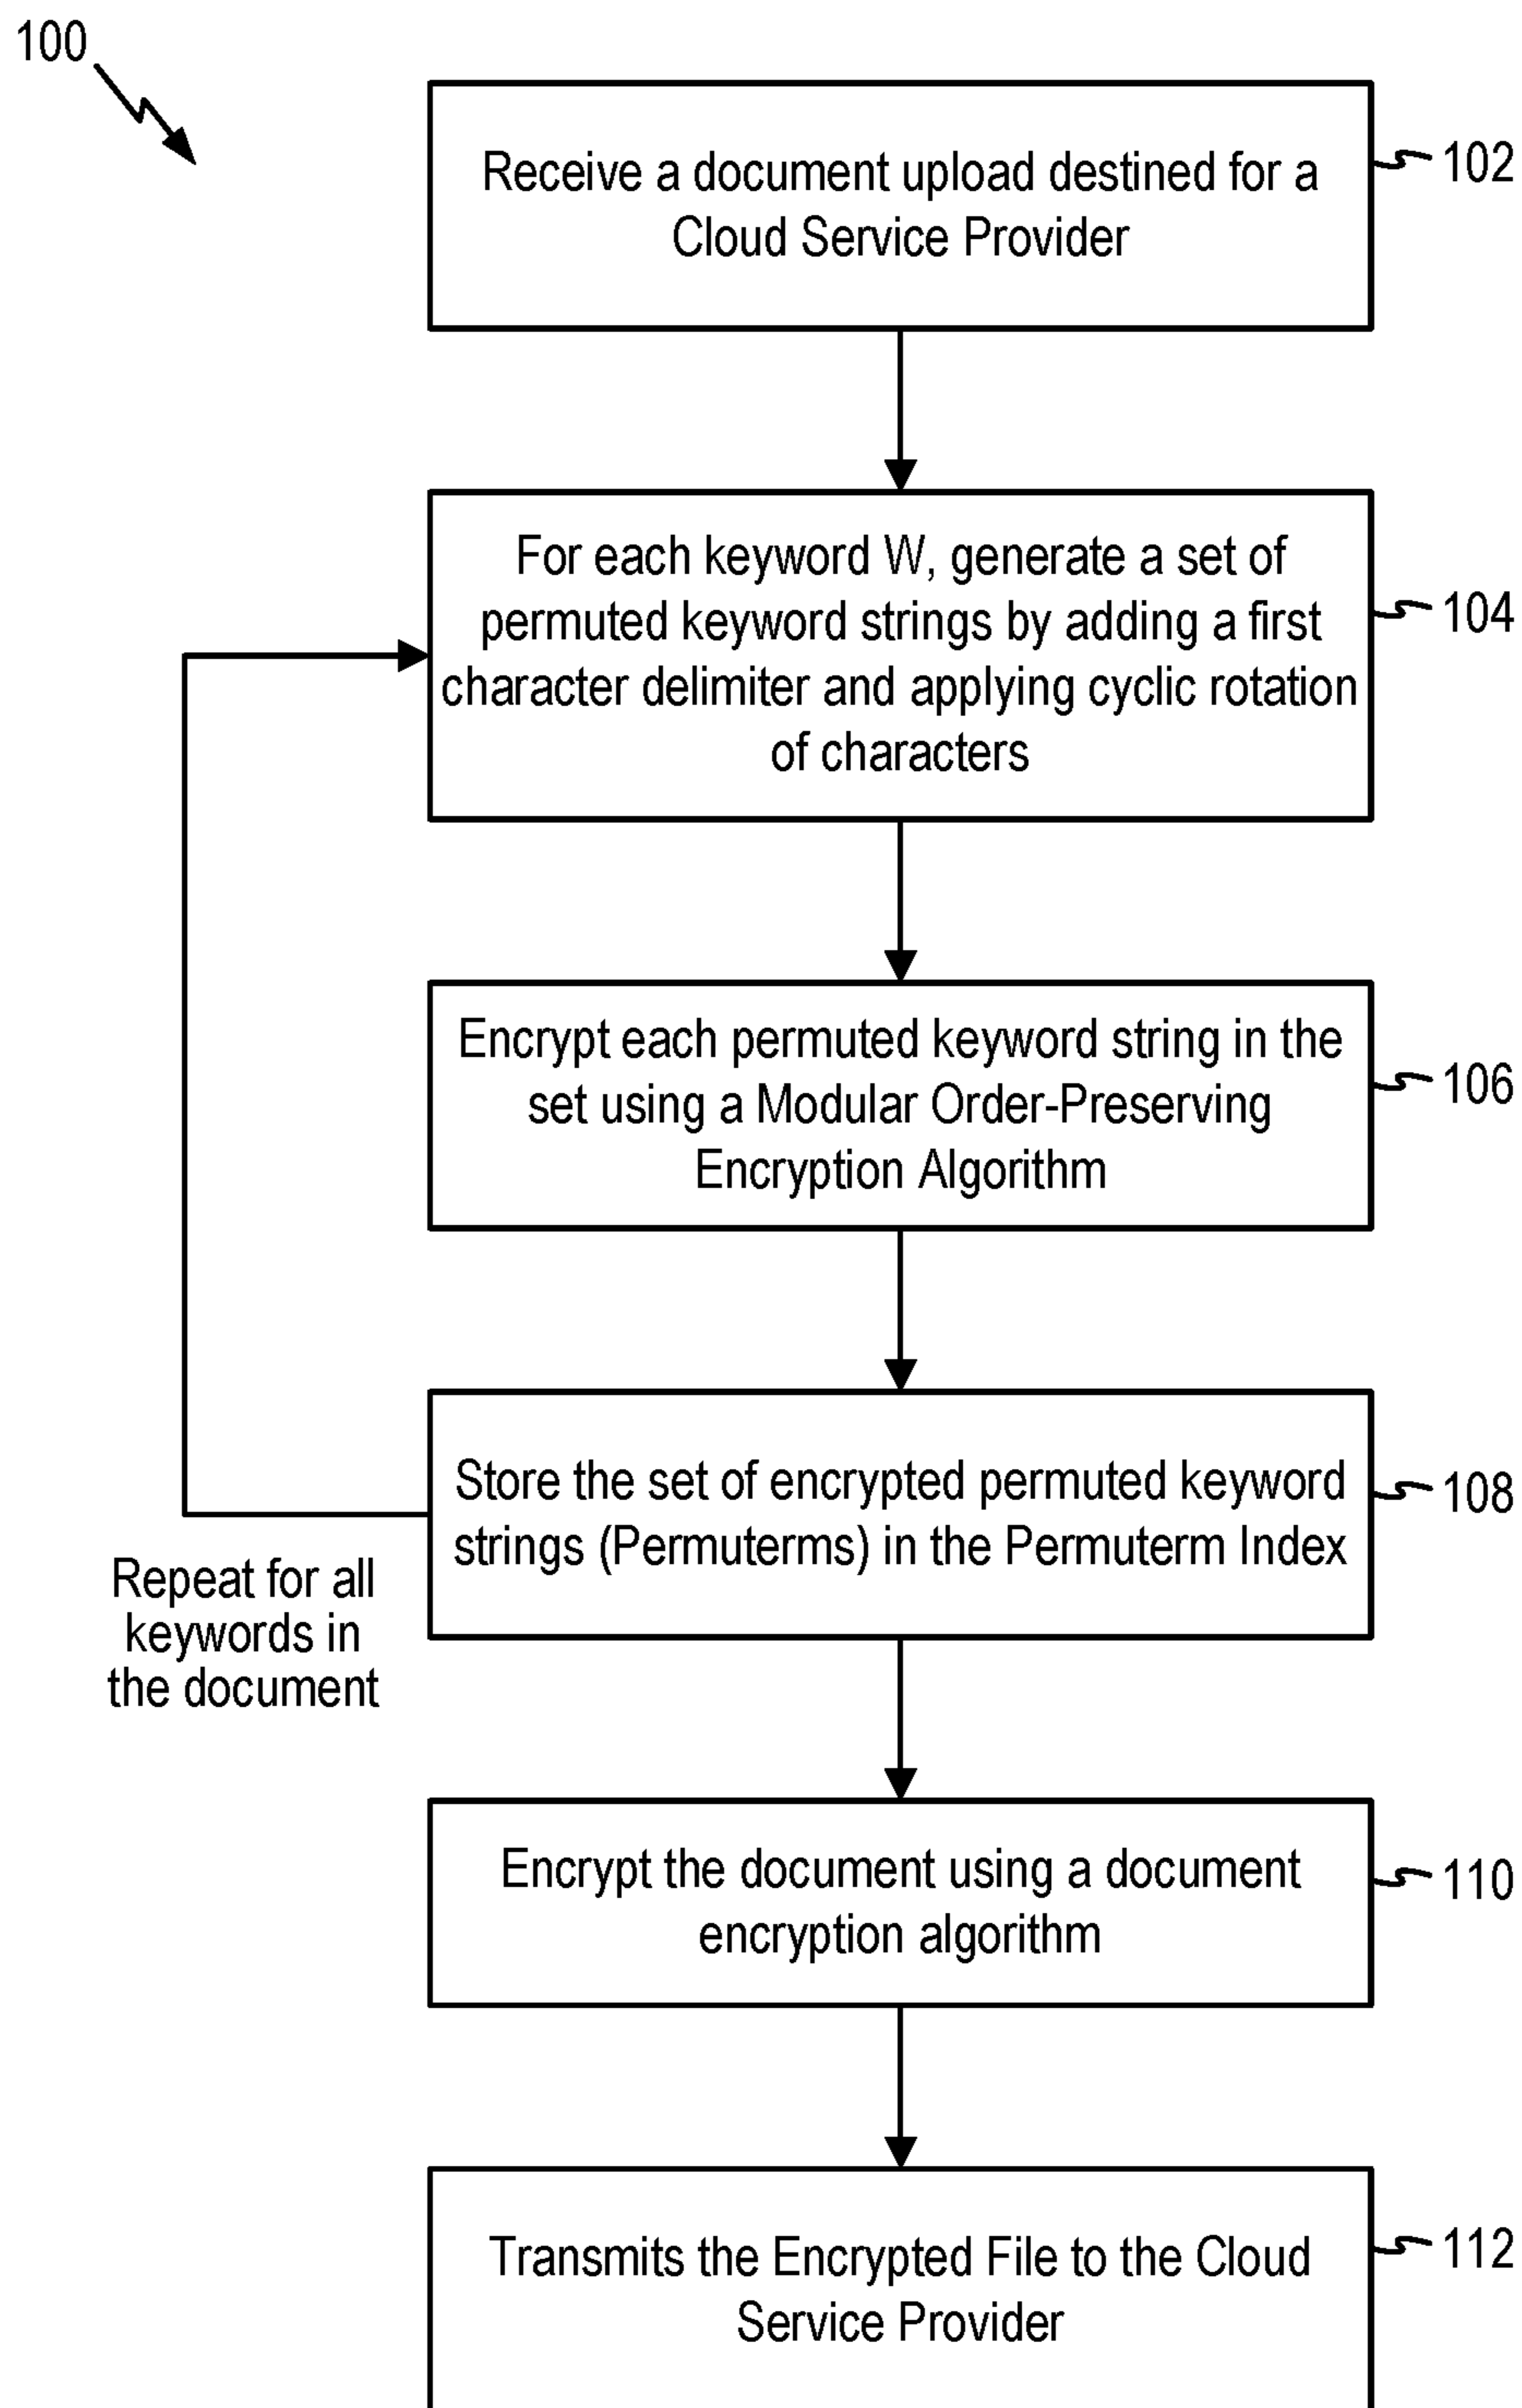 100
Receive a document upload destined for a
Cloud Service Provider
102
For each keyword W, generate a set of
permuted keyword strings by adding a first
character delimiter and applying cyclic rotation
of characters
104
Encrypt each permuted keyword string in the
set using a Modular Order-Preserving
Encryption Algorithm
106
Store the set of encrypted permuted keyword
strings (Permuterms) in the Permuterm Index
108
Repeat for all
keywords in
the document
Encrypt the document using a document
encryption algorithm
110
Transmits the Encrypted File to the Cloud
Service Provider
112